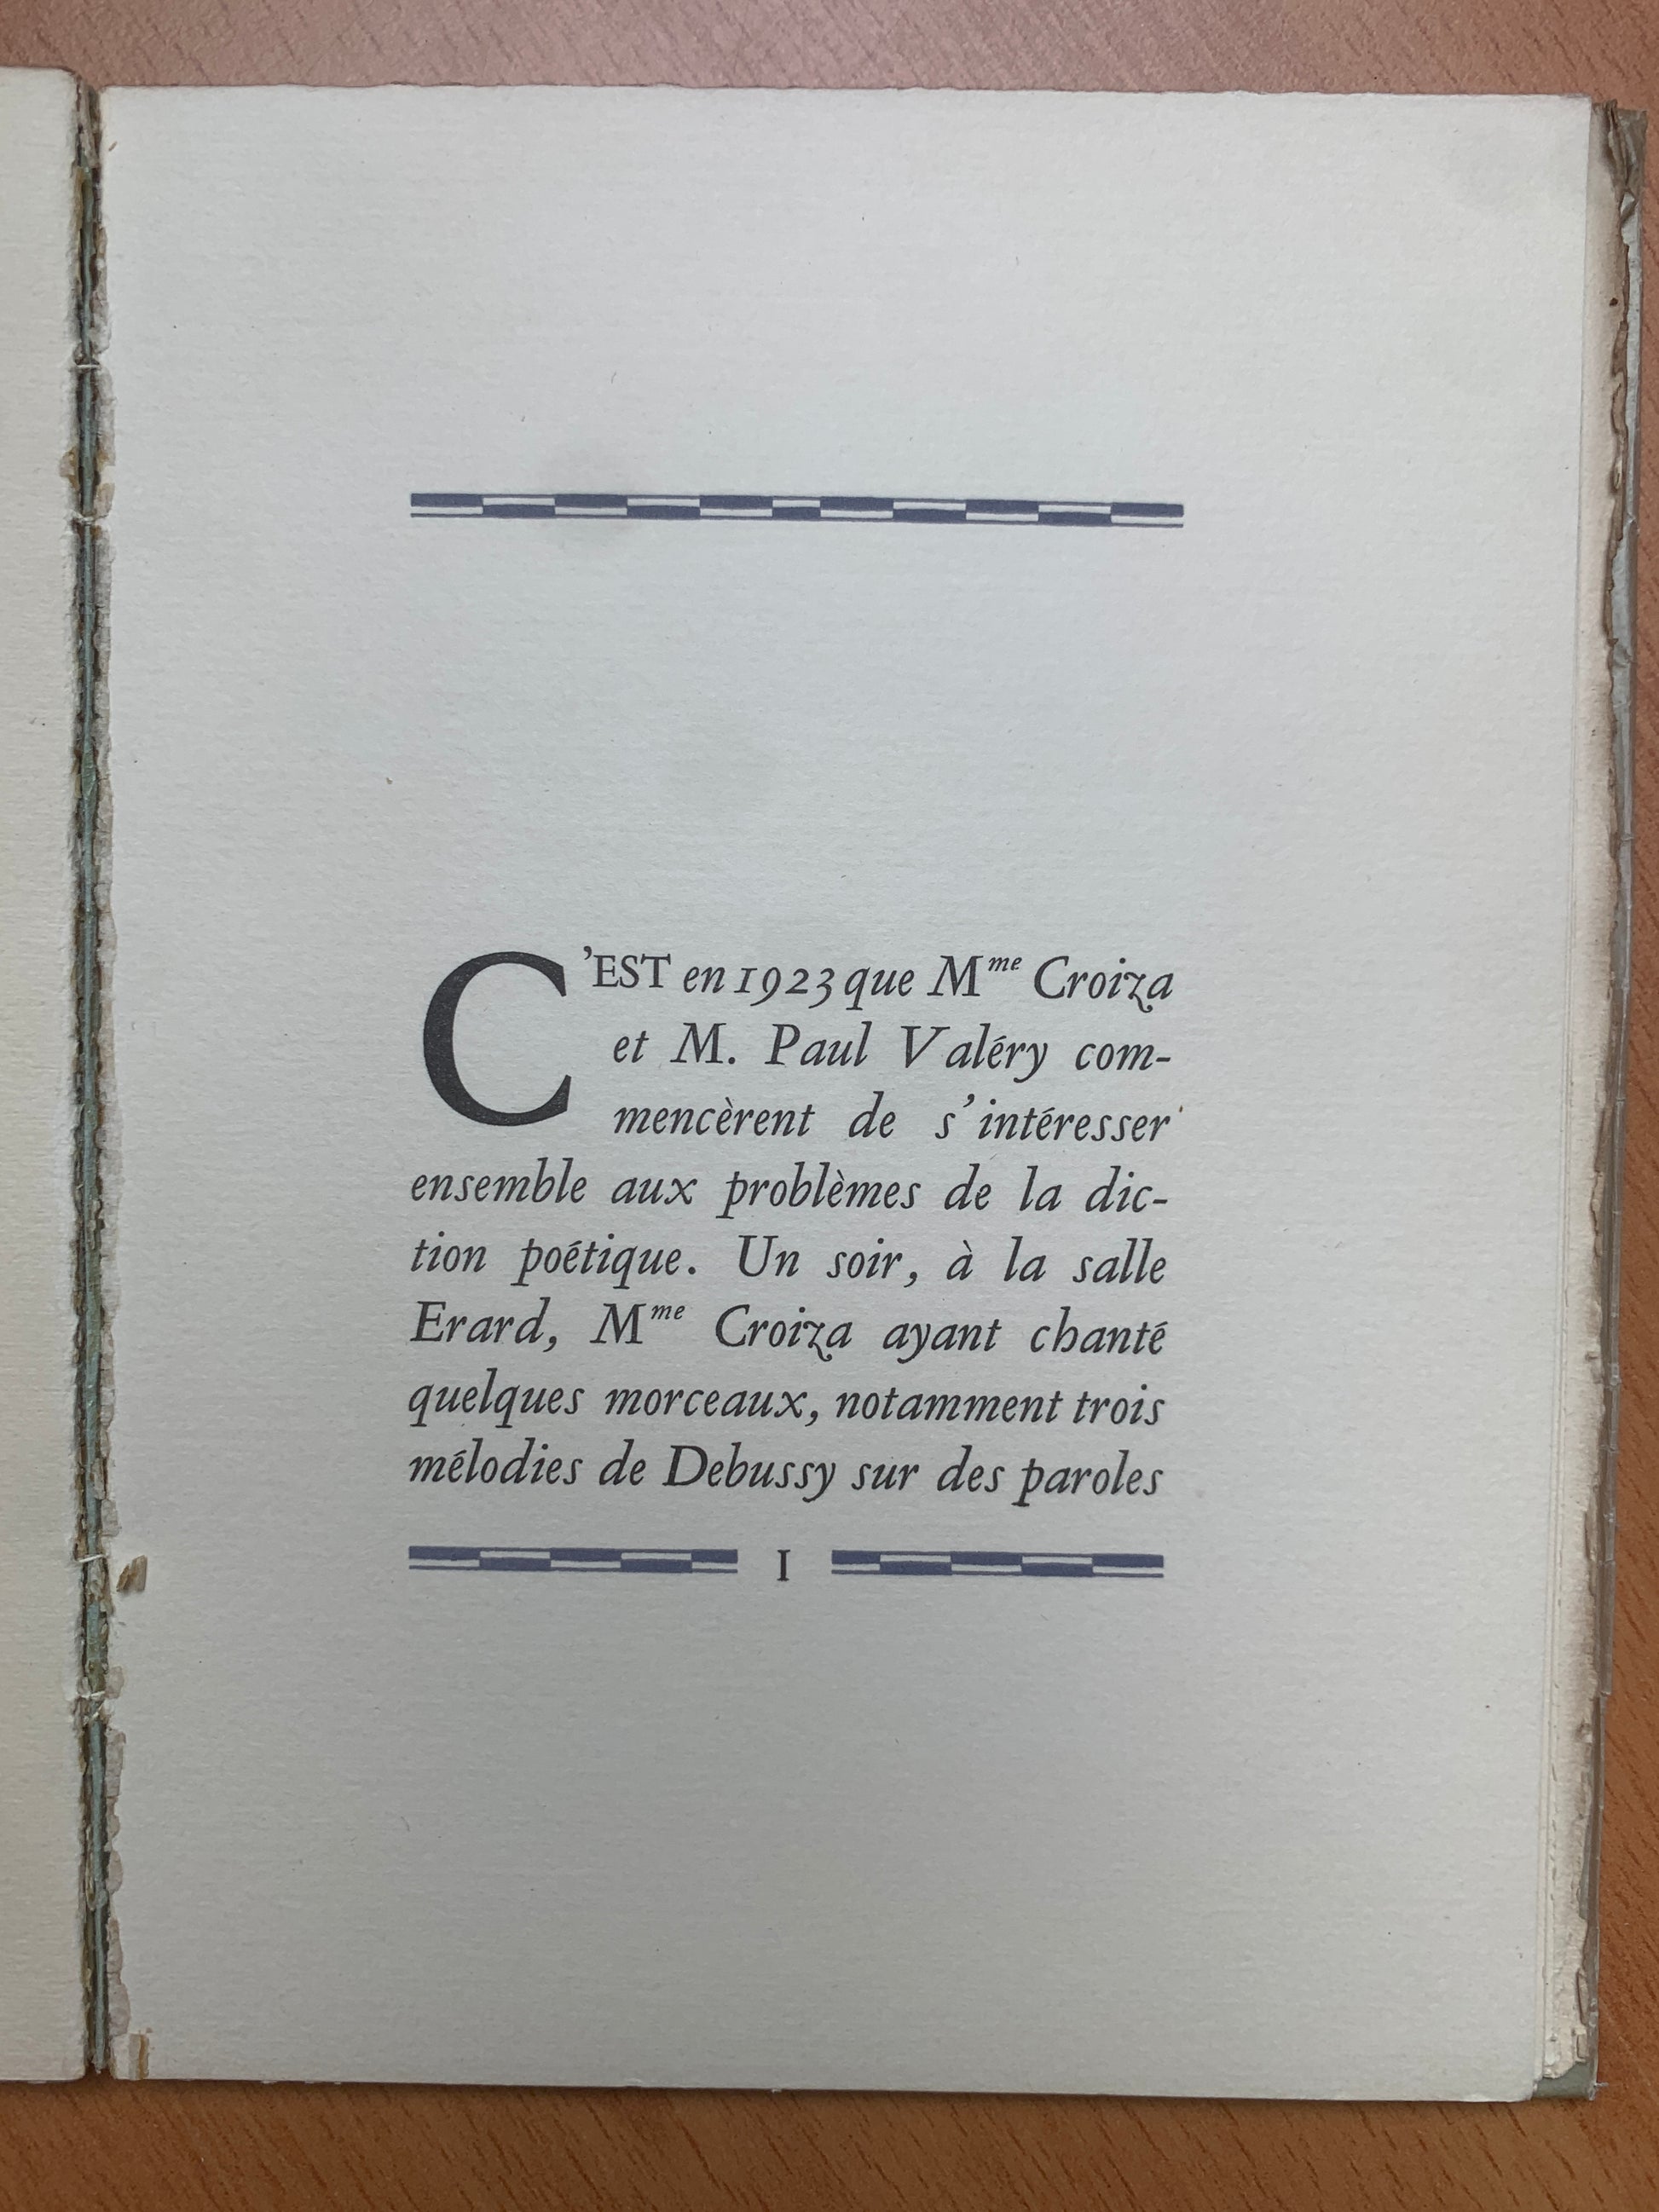 C'EST en 1923 que Mme Croiza
et M. Paul Valéry com-
mencèrent de s'intéresser
ensemble aux problèmes de la dic-
tion poétique. Un soir, à la salle
Erard, Mme Croiza ayant chanté
quelques morceaux, notamment trois
mélodies de Debussy sur des paroles
I